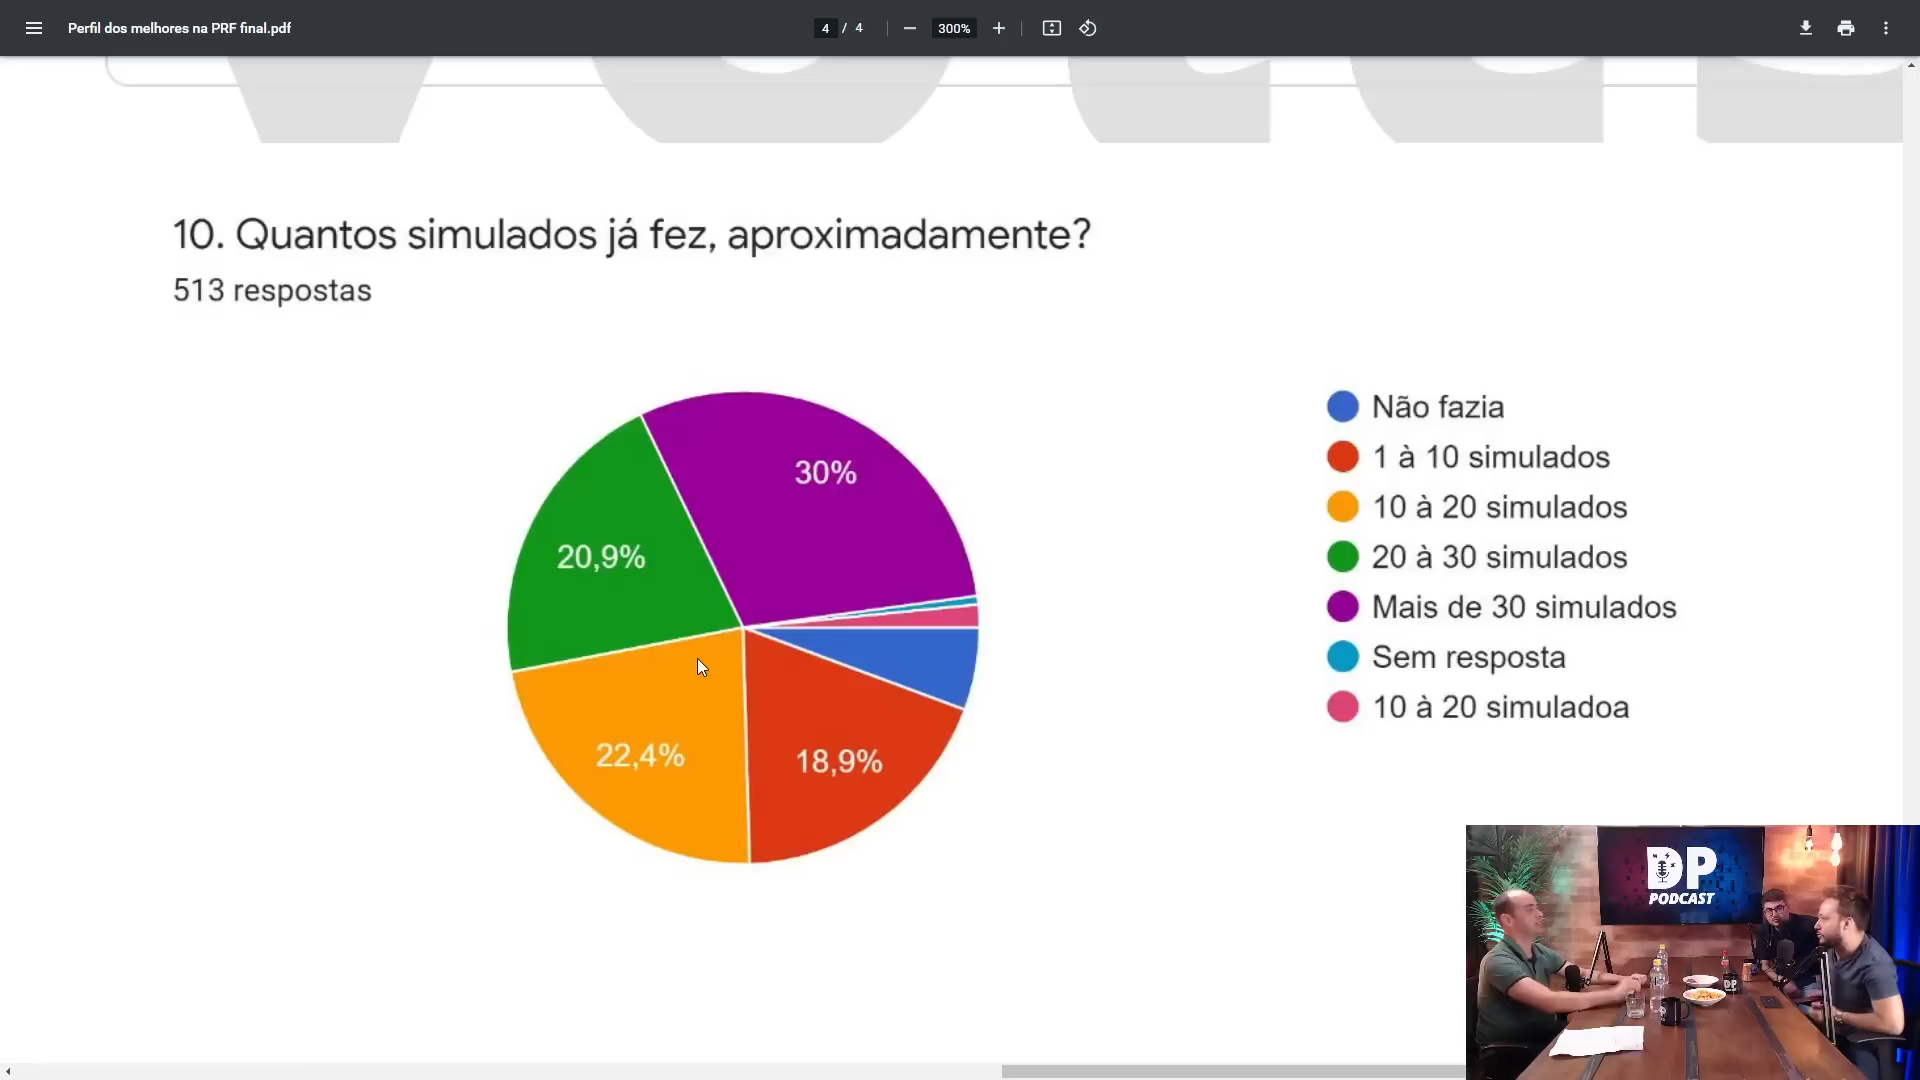 Perfil dos melhores na PRF final.pdf
4 / 4
300%
10. Quantos simulados já fez, aproximadamente?
513 respostas
30%
20,9%
22,4%
18,9%
Não fazia
1 à 10 simulados
10 à 20 simulados
20 à 30 simulados
Mais de 30 simulados
Sem resposta
10 à 20 simuladoa
DP
PODCAST
DP